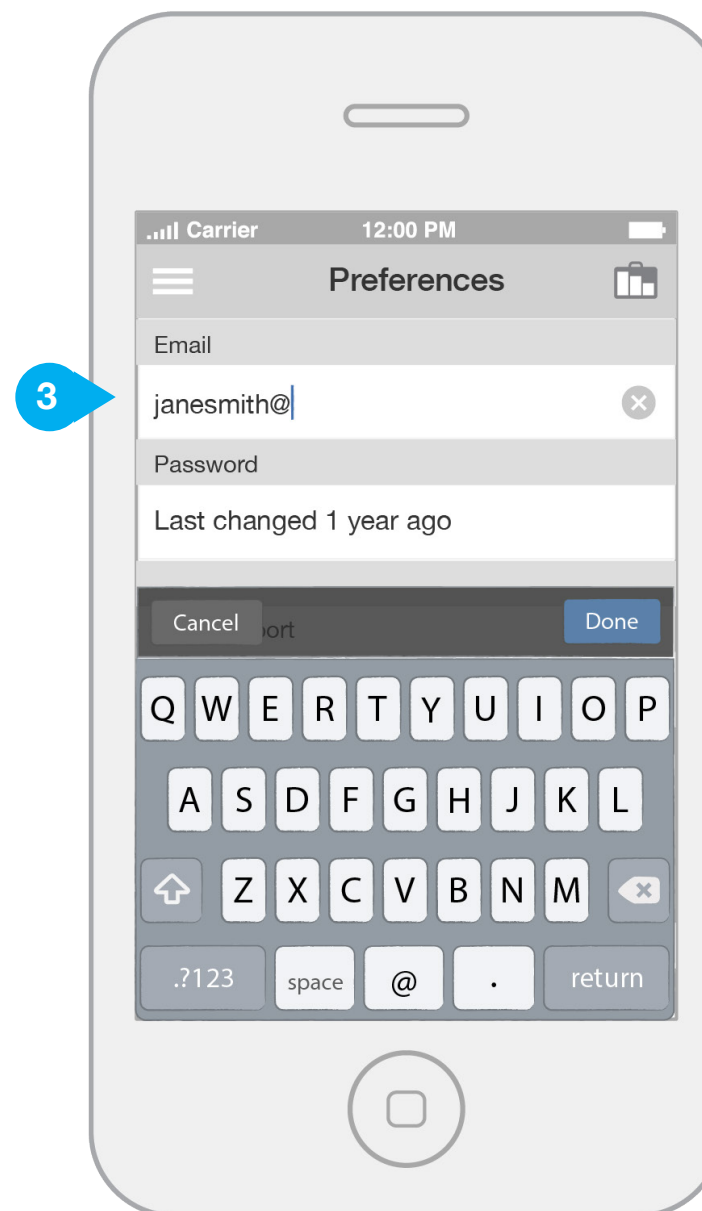 Carrier 12:00 PM
Preferences
Email
3
janesmith@
Password
Last changed 1 year ago
Cancel ort Done
Q W E R T Y U I O P
A S D F G H J K L
Z X C V B N M
.?123 space @ . return